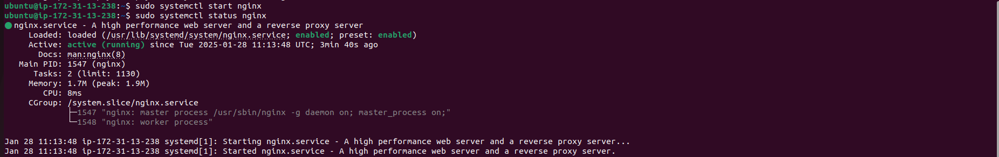 ubuntu@ip-172-31-13-238:~$ sudo systemctl start nginx
ubuntu@ip-172-31-13-238:~$ sudo systemctl status nginx
● nginx.service - A high performance web server and a reverse proxy server
     Loaded: loaded (/usr/lib/systemd/system/nginx.service; enabled; preset: enabled)
     Active: active (running) since Tue 2025-01-28 11:13:48 UTC; 3min 40s ago
       Docs: man:nginx(8)
   Main PID: 1547 (nginx)
      Tasks: 2 (limit: 1130)
     Memory: 1.7M (peak: 1.9M)
        CPU: 8ms
     CGroup: /system.slice/nginx.service
             ├─1547 "nginx: master process /usr/sbin/nginx -g daemon on; master_process on;"
             └─1548 "nginx: worker process"
Jan 28 11:13:48 ip-172-31-13-238 systemd[1]: Starting nginx.service - A high performance web server and a reverse proxy server...
Jan 28 11:13:48 ip-172-31-13-238 systemd[1]: Started nginx.service - A high performance web server and a reverse proxy server.